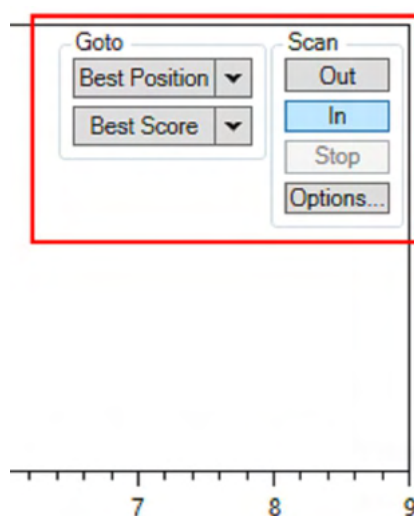 Goto
Best Position
Best Score
Scan
Out
In
Stop
Options...
7 8 9